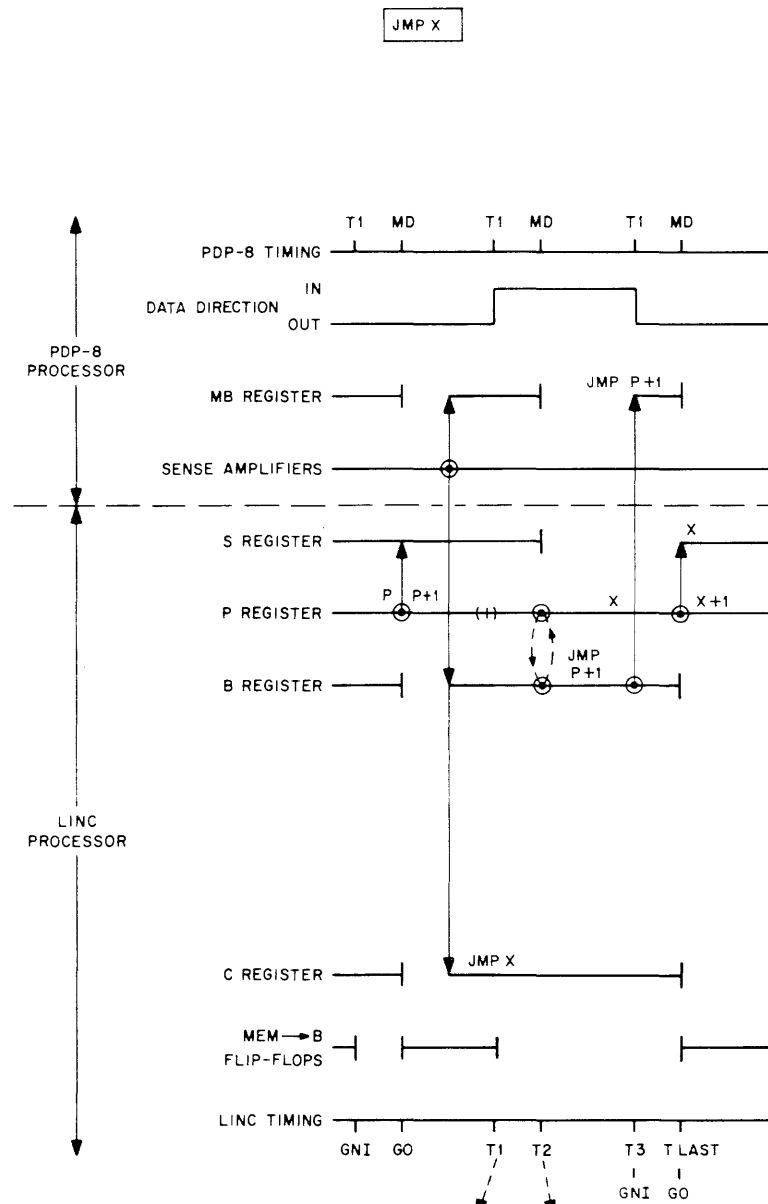 JMP X
T1 MD T1 MD T1 MD
PDP-8 TIMING
IN
DATA DIRECTION
OUT
PDP-8
PROCESSOR
JMP P+1
MB REGISTER
SENSE AMPLIFIERS
S REGISTER
X
P P+1 (1) X X+1
P REGISTER
JMP
P+1
B REGISTER
LINC
PROCESSOR
JMP X
C REGISTER
MEM→B
FLIP-FLOPS
LINC TIMING
GNI GO T1 T2 T3 T LAST
GNI GO